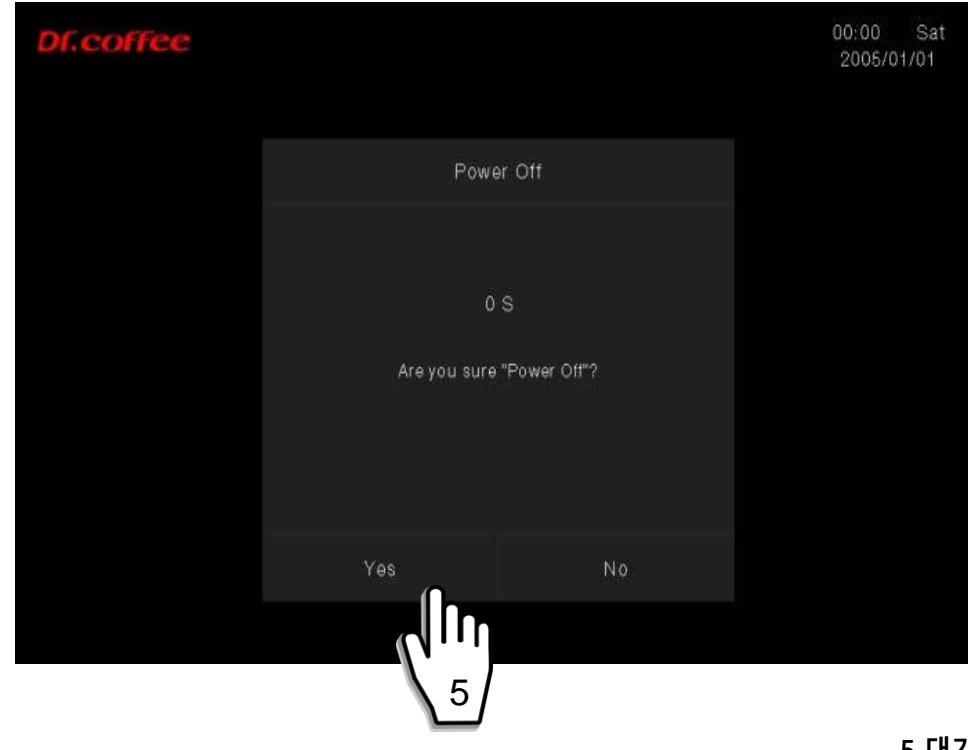 Dr.coffee
00:00 Sat
2005/01/01
Power Off
0 S
Are you sure "Power Off"?
Yes
No
5